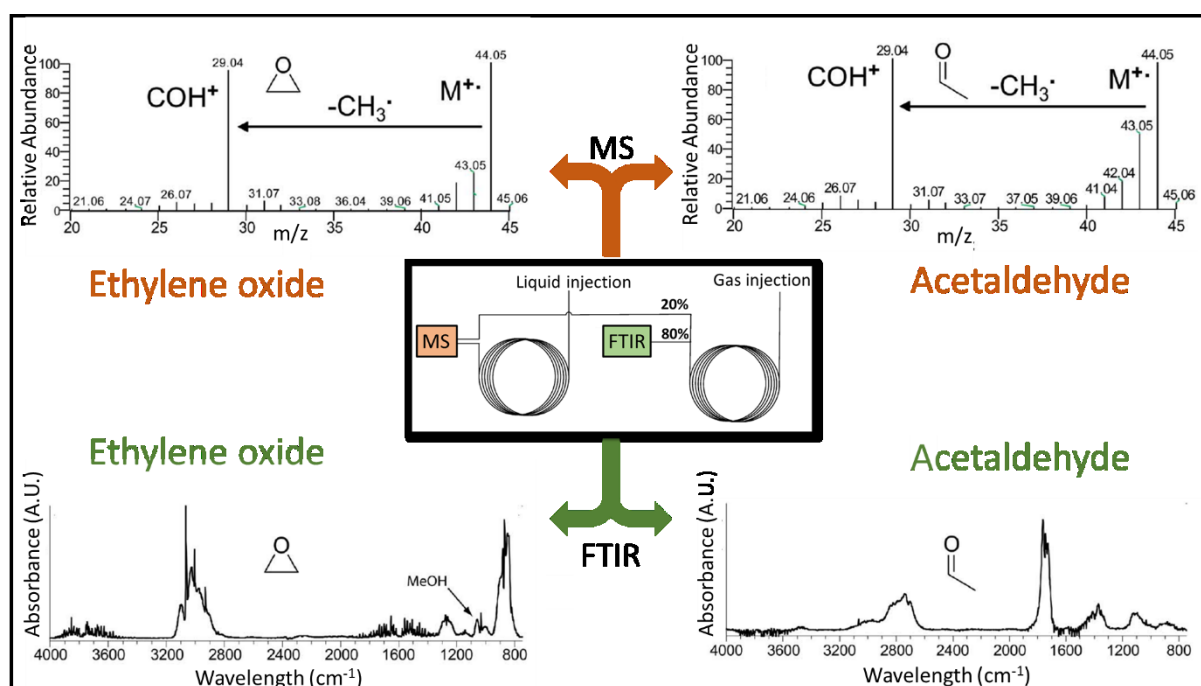 29.04
44.05
COH+
O
-CH3·
M+·
43.05
21.06 24.07 26.07 31.07 33.08 36.04 39.06 41.05 45.06
100
80
60
40
20
0
Relative Abundance
20 25 30 35 40 45
m/z
Ethylene oxide
MS
29.04
44.05
COH+
O
-CH3·
M+·
43.05
42.04
41.04
21.06 24.06 26.07 31.07 33.07 37.05 39.06 45.06
100
80
60
40
20
0
Relative Abundance
20 25 30 35 40 45
m/z
Acetaldehyde
Liquid injection
Gas injection
20%
80%
MS
FTIR
Ethylene oxide
Absorbance (A.U.)
O
MeOH
4000 3200 2400 2000 1600 1200 800
Wavelength (cm-1)
FTIR
Acetaldehyde
Absorbance (A.U.)
O
4000 3200 2400 2000 1600 1200 800
Wavelength (cm-1)